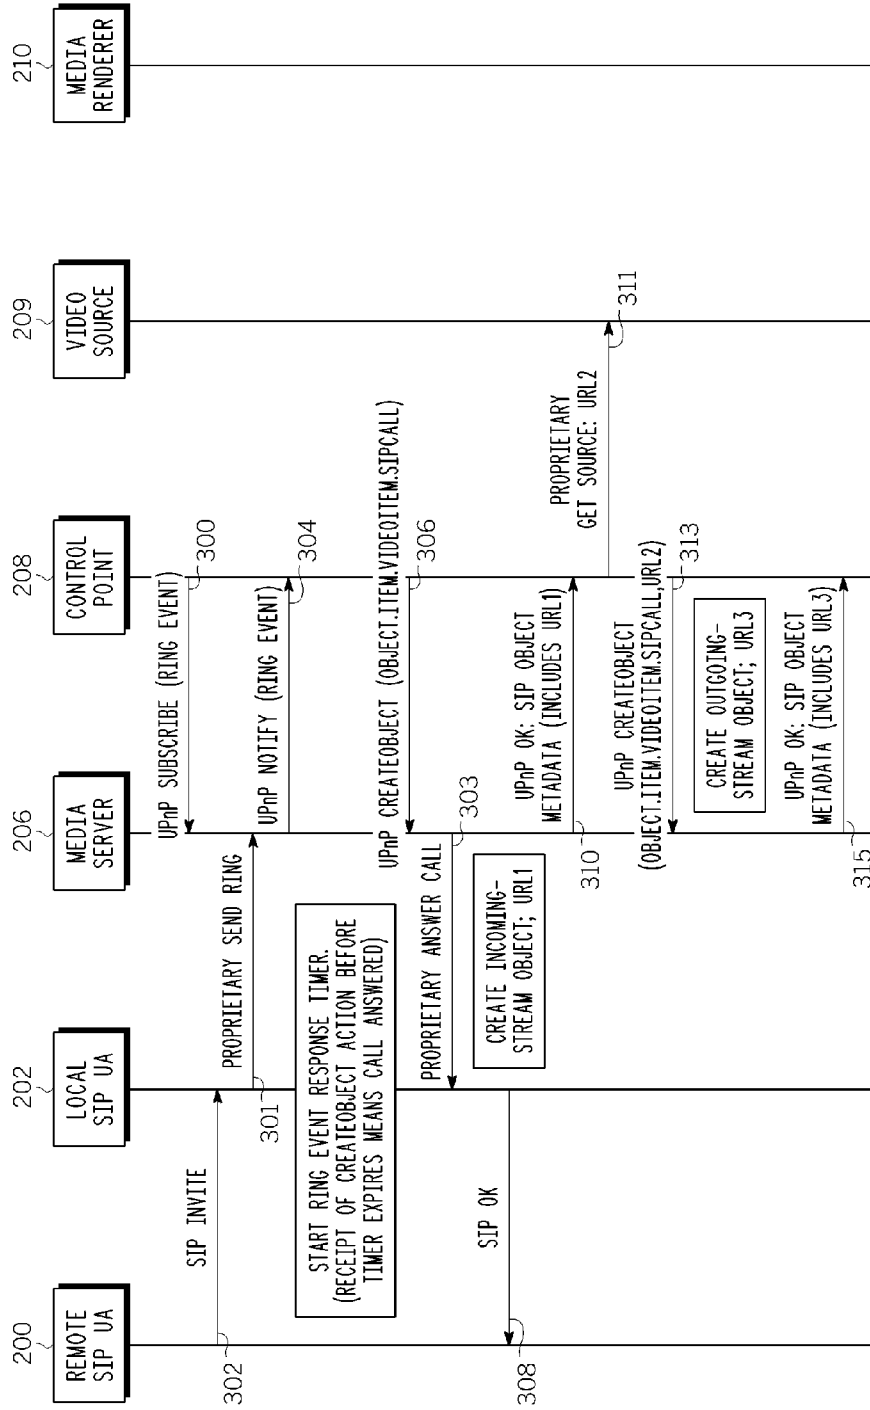 200
REMOTE
SIP UA
202
LOCAL
SIP UA
206
MEDIA
SERVER
208
CONTROL
POINT
209
VIDEO
SOURCE
210
MEDIA
RENDERER
UPnP SUBSCRIBE (RING EVENT)
300
SIP INVITE
302
PROPRIETARY SEND RING
301
UPnP NOTIFY (RING EVENT)
304
START RING EVENT RESPONSE TIMER.
(RECEIPT OF CREATEOBJECT ACTION BEFORE
TIMER EXPIRES MEANS CALL ANSWERED)
UPnP CREATEOBJECT (OBJECT.ITEM.VIDEOITEM.SIPCALL)
306
PROPRIETARY ANSWER CALL
303
SIP OK
308
CREATE INCOMING-
STREAM OBJECT; URL1
UPnP OK: SIP OBJECT
METADATA (INCLUDES URL1)
310
PROPRIETARY
GET SOURCE: URL2
311
UPnP CREATEOBJECT
(OBJECT.ITEM.VIDEOITEM.SIPCALL,URL2)
313
CREATE OUTGOING-
STREAM OBJECT; URL3
UPnP OK: SIP OBJECT
METADATA (INCLUDES URL3)
315